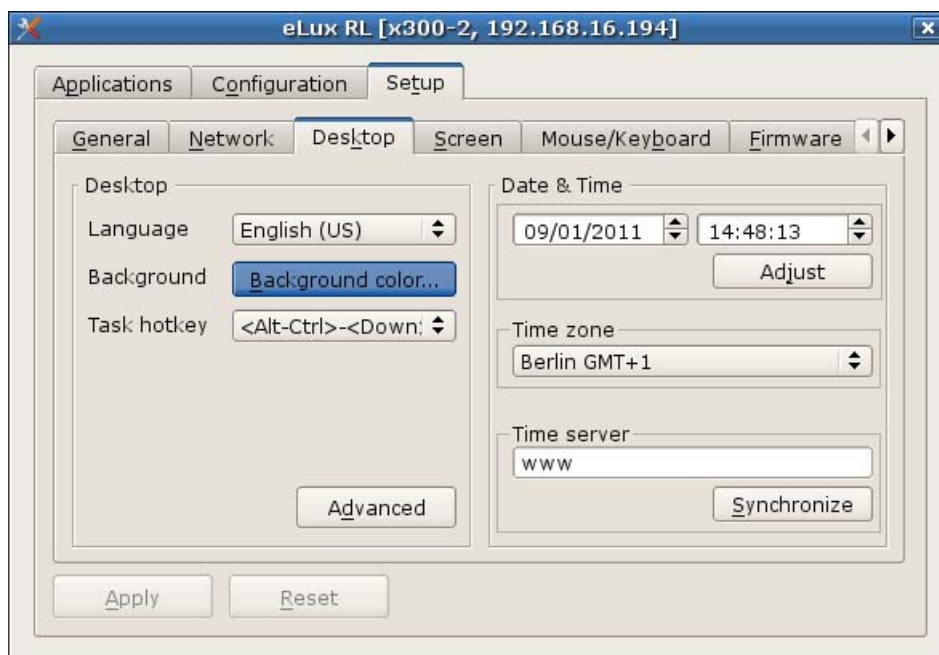 eLux RL [x300-2, 192.168.16.194]
Applications Configuration Setup
General Network Desktop Screen Mouse/Keyboard Firmware
Desktop
Language English (US)
Background Background color...
Task hotkey <Alt-Ctrl>-<Down>
Advanced
Date & Time
09/01/2011 14:48:13
Adjust
Time zone
Berlin GMT+1
Time server
www
Synchronize
Apply Reset